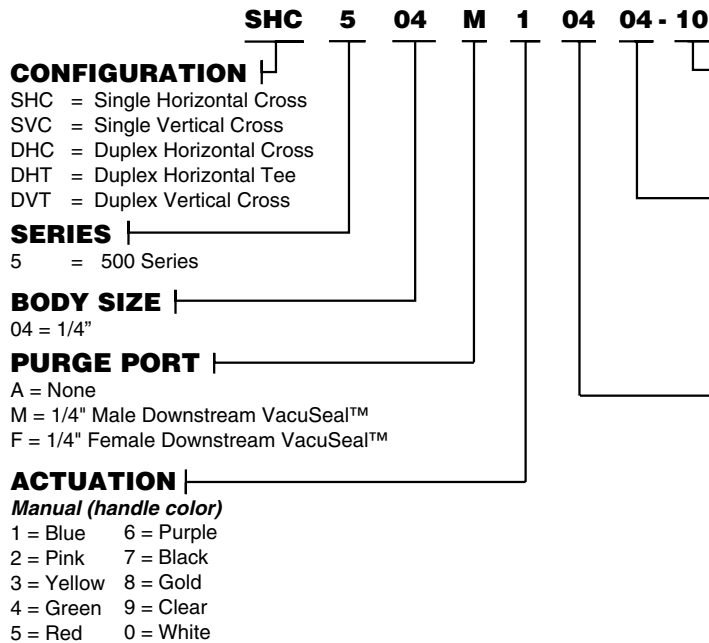 SHC 5 04 M 1 04 04 - 10
CONFIGURATION
SHC = Single Horizontal Cross
SVC = Single Vertical Cross
DHC = Duplex Horizontal Cross
DHT = Duplex Horizontal Tee
DVT = Duplex Vertical Cross
SERIES
5 = 500 Series
BODY SIZE
04 = 1/4”
PURGE PORT
A = None
M = 1/4" Male Downstream VacuSeal™
F = 1/4" Female Downstream VacuSeal™
ACTUATION
Manual (handle color)
1 = Blue 6 = Purple
2 = Pink 7 = Black
3 = Yellow 8 = Gold
4 = Green 9 = Clear
5 = Red 0 = White